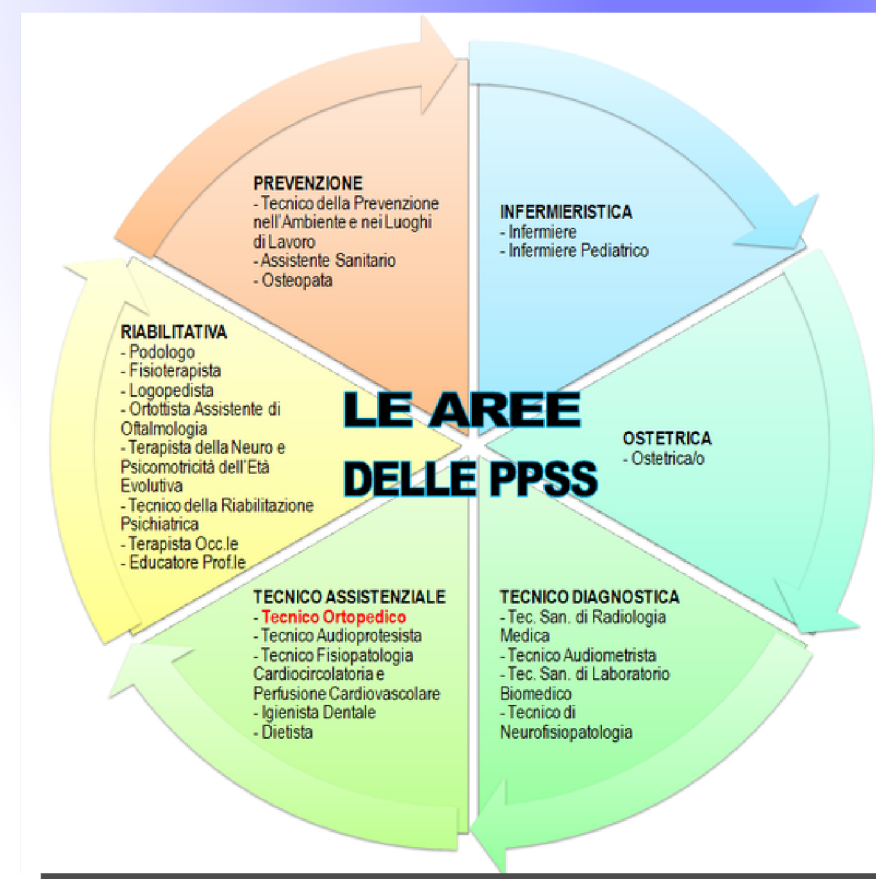 PREVENZIONE
- Tecnico della Prevenzione
nell'Ambiente e nei Luoghi
di Lavoro
- Assistente Sanitario
- Osteopata
INFERMIERISTICA
- Infermiere
- Infermiere Pediatrico
RIABILITATIVA
- Podologo
- Fisioterapista
- Logopedista
- Ortottista Assistente di
Oftalmologia
- Terapista della Neuro e
Psicomotricità dell'Età
Evolutiva
- Tecnico della Riabilitazione
Psichiatrica
- Terapista Occ.le
- Educatore Prof.le
LE AREE
DELLE PPSS
OSTETRICA
- Ostetrica/o
TECNICO ASSISTENZIALE
- Tecnico Ortopedico
- Tecnico Audioprotesista
- Tecnico Fisiopatologia
Cardiocircolatoria e
Perfusione Cardiovascolare
- Igienista Dentale
- Dietista
TECNICO DIAGNOSTICA
- Tec. San. di Radiologia
Medica
- Tecnico Audiometrista
- Tec. San. di Laboratorio
Biomedico
- Tecnico di
Neurofisiopatologia